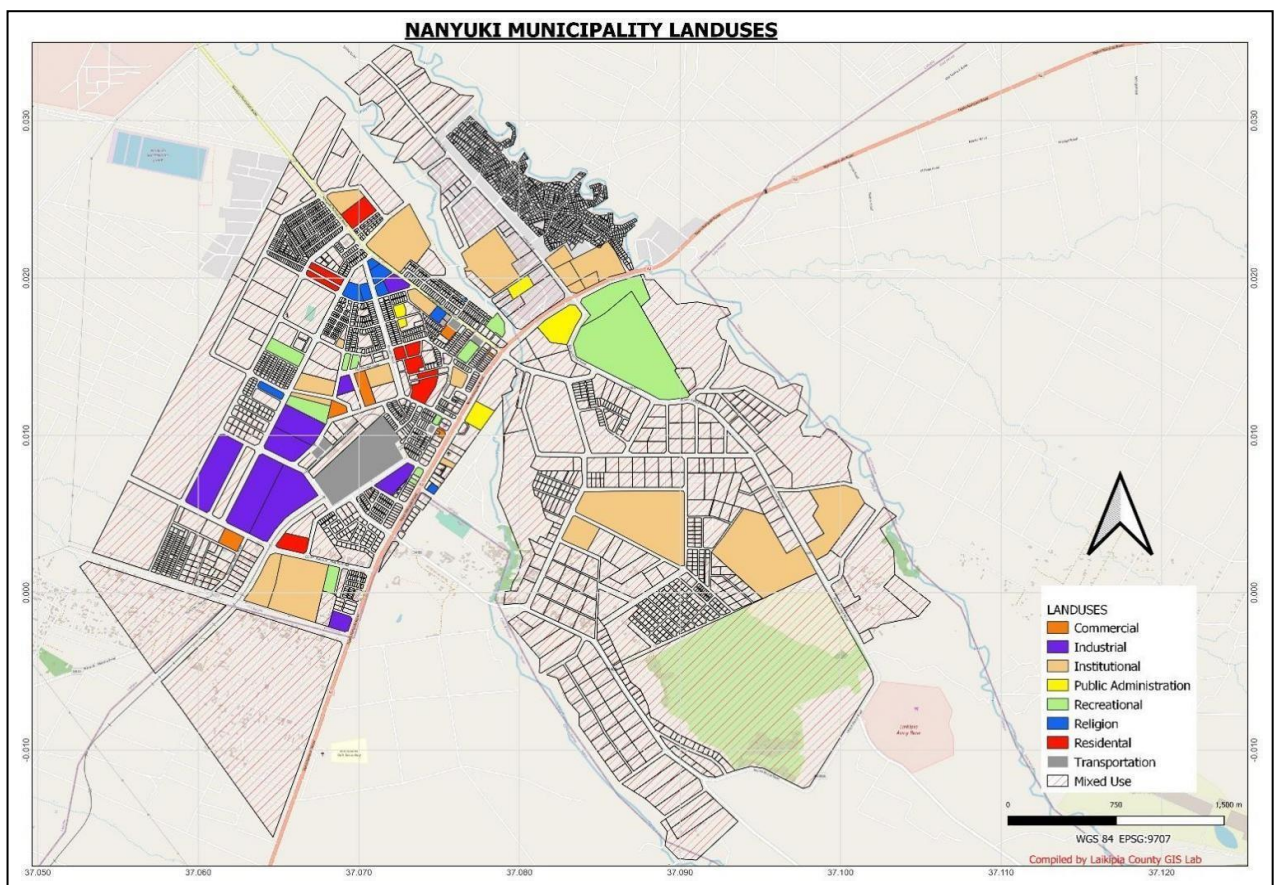 NANYUKI MUNICIPALITY LANDUSES
0.030
0.030
0.020
0.020
0.010
0.010
0.000
0.000
-0.010
-0.010
Laikipia
Army Base
LANDUSES
Commercial
Industrial
Institutional
Public Administration
Recreational
Religion
Residental
Transportation
Mixed Use
0
750
1,500 m
WGS 84 EPSG:9707
Compiled by Laikipia County GIS Lab
37.050
37.060
37.070
37.080
37.090
37.100
37.110
37.120